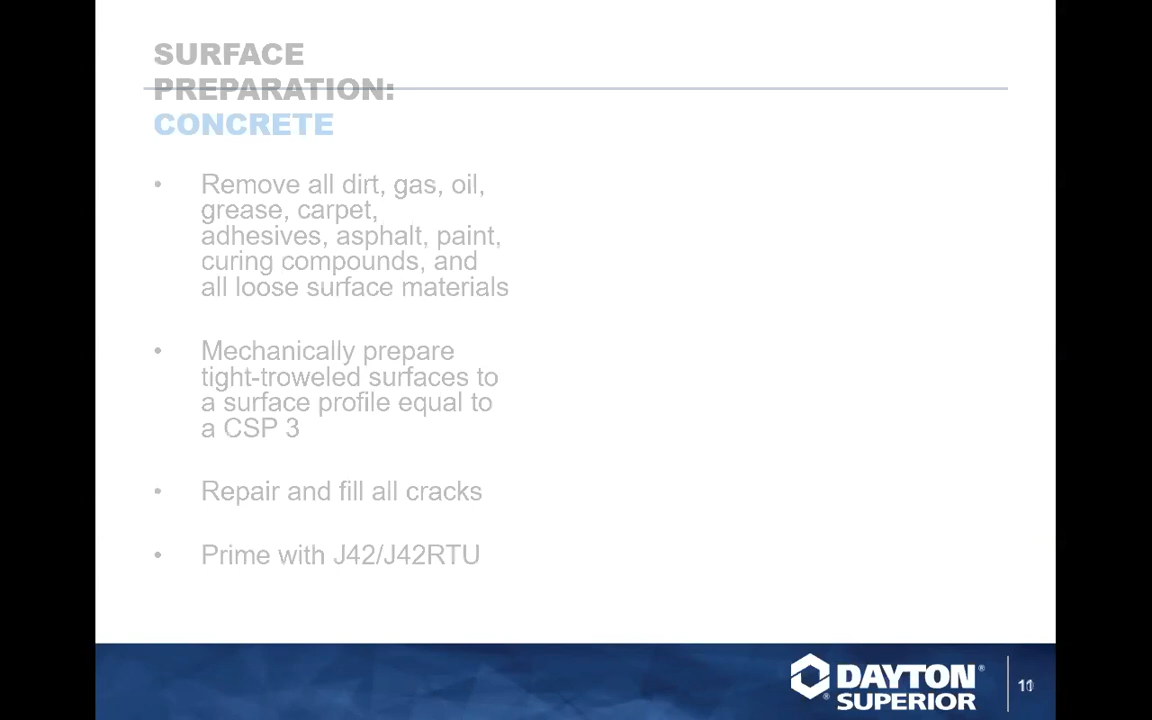 SURFACE
PREPARATION:
CONCRETE
• Remove all dirt, gas, oil,
grease, carpet,
adhesives, asphalt, paint,
curing compounds, and
all loose surface materials
• Mechanically prepare
tight-troweled surfaces to
a surface profile equal to
a CSP 3
• Repair and fill all cracks
• Prime with J42/J42RTU
DAYTON®
®SUPERIOR